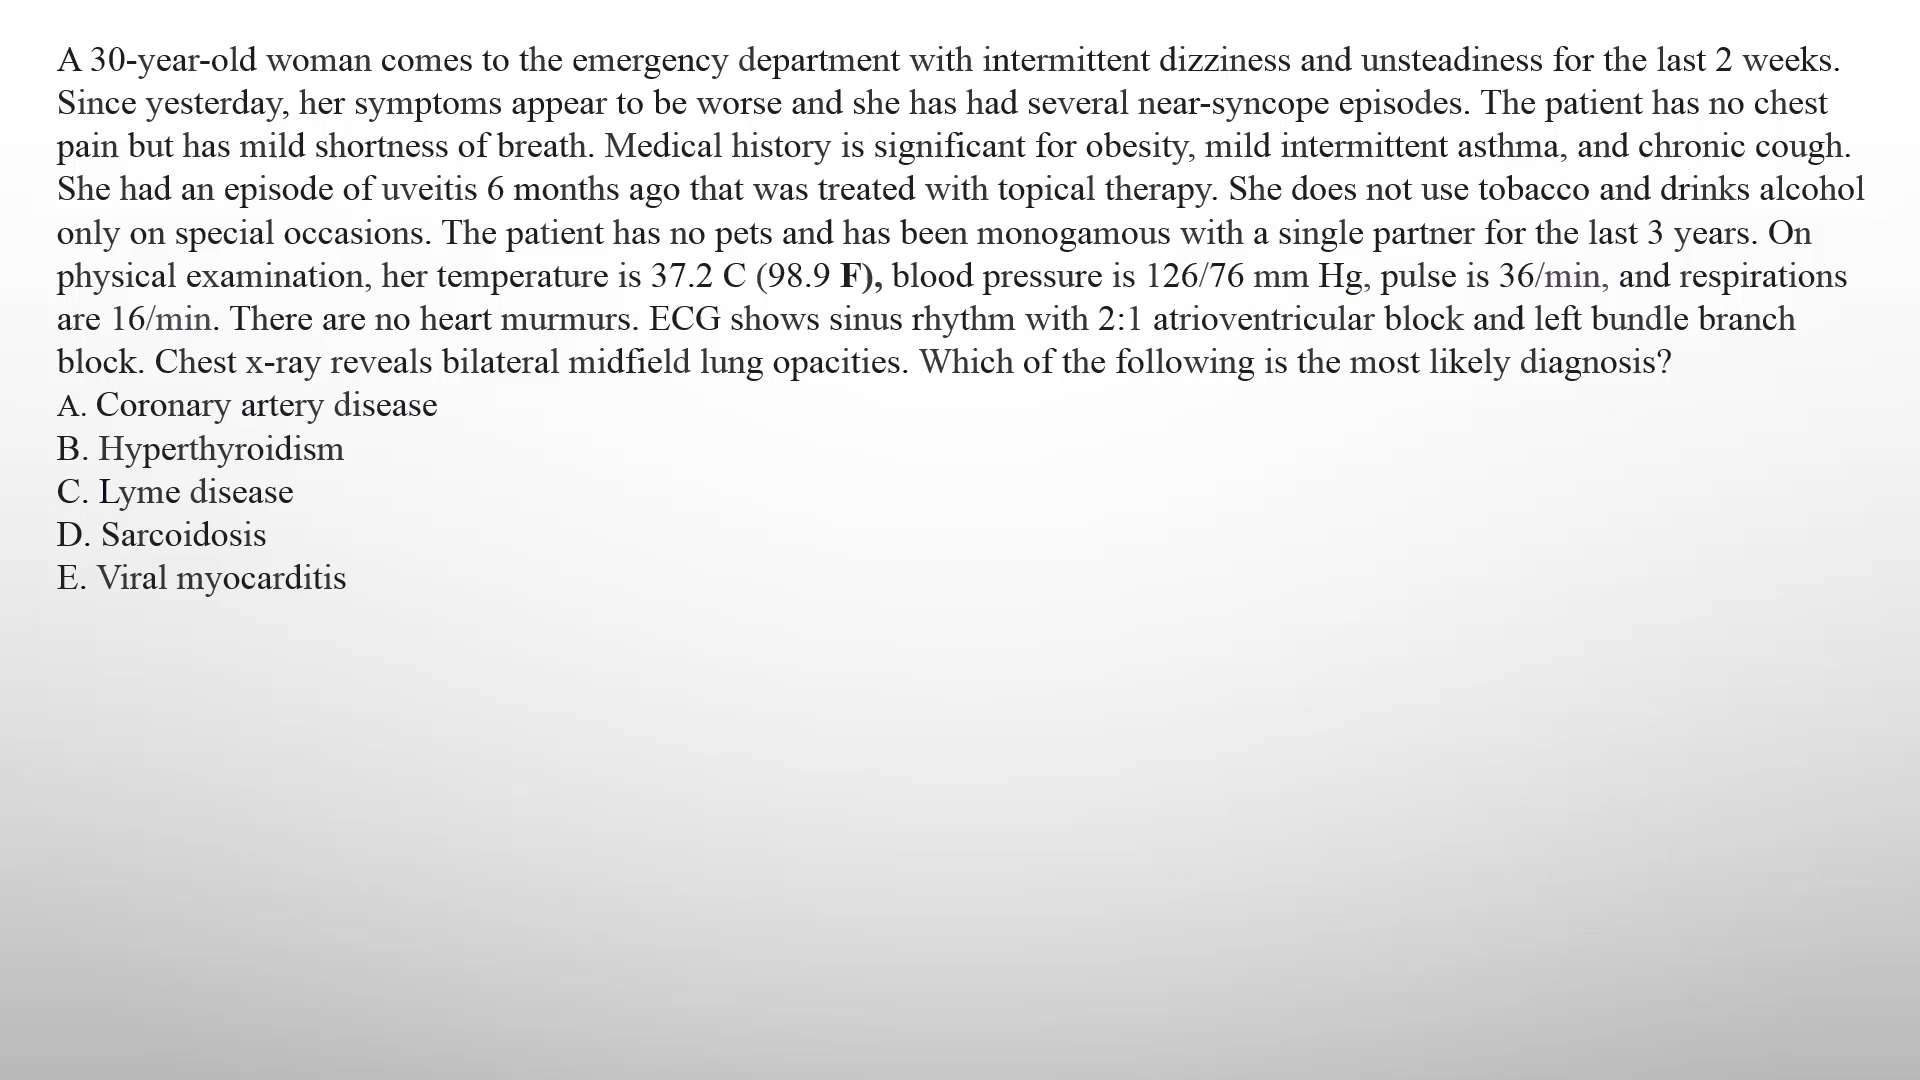 A 30-year-old woman comes to the emergency department with intermittent dizziness and unsteadiness for the last 2 weeks.
Since yesterday, her symptoms appear to be worse and she has had several near-syncope episodes. The patient has no chest
pain but has mild shortness of breath. Medical history is significant for obesity, mild intermittent asthma, and chronic cough.
She had an episode of uveitis 6 months ago that was treated with topical therapy. She does not use tobacco and drinks alcohol
only on special occasions. The patient has no pets and has been monogamous with a single partner for the last 3 years. On
physical examination, her temperature is 37.2 C (98.9 F), blood pressure is 126/76 mm Hg, pulse is 36/min, and respirations
are 16/min. There are no heart murmurs. ECG shows sinus rhythm with 2:1 atrioventricular block and left bundle branch
block. Chest x-ray reveals bilateral midfield lung opacities. Which of the following is the most likely diagnosis?
A. Coronary artery disease
B. Hyperthyroidism
C. Lyme disease
D. Sarcoidosis
E. Viral myocarditis